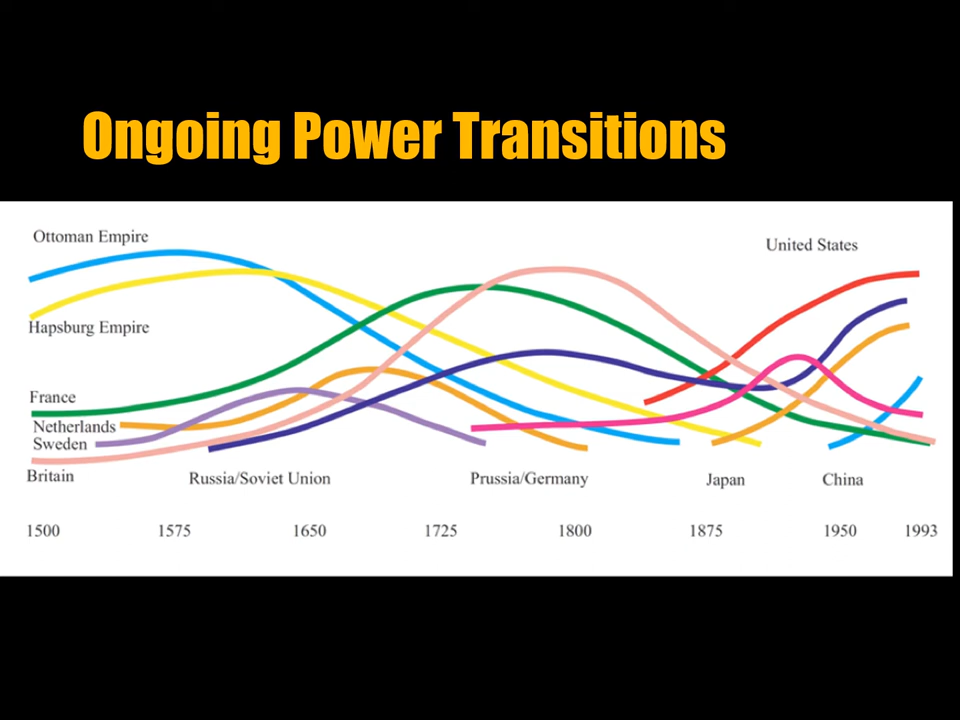 Ongoing Power Transitions
Ottoman Empire
United States
Hapsburg Empire
France
Netherlands
Sweden
Britain
Russia/Soviet Union
Prussia/Germany
Japan
China
1500 1575 1650 1725 1800 1875 1950 1993